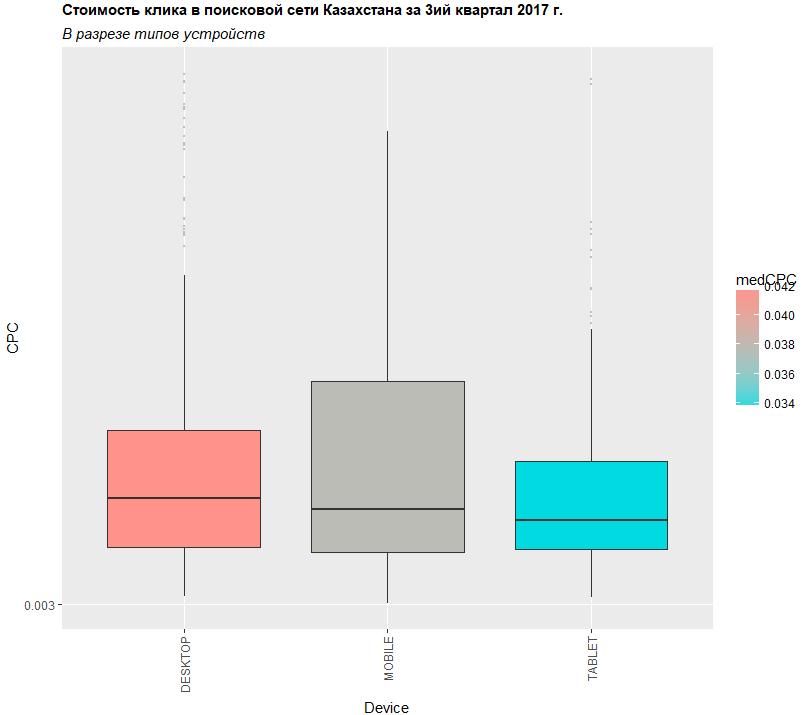 Стоимость клика в поисковой сети Казахстана за 3ий квартал 2017 г.
В разрезе типов устройств
CPC
0.003
DESKTOP
MOBILE
TABLET
Device
medCPC
0.042
0.040
0.038
0.036
0.034